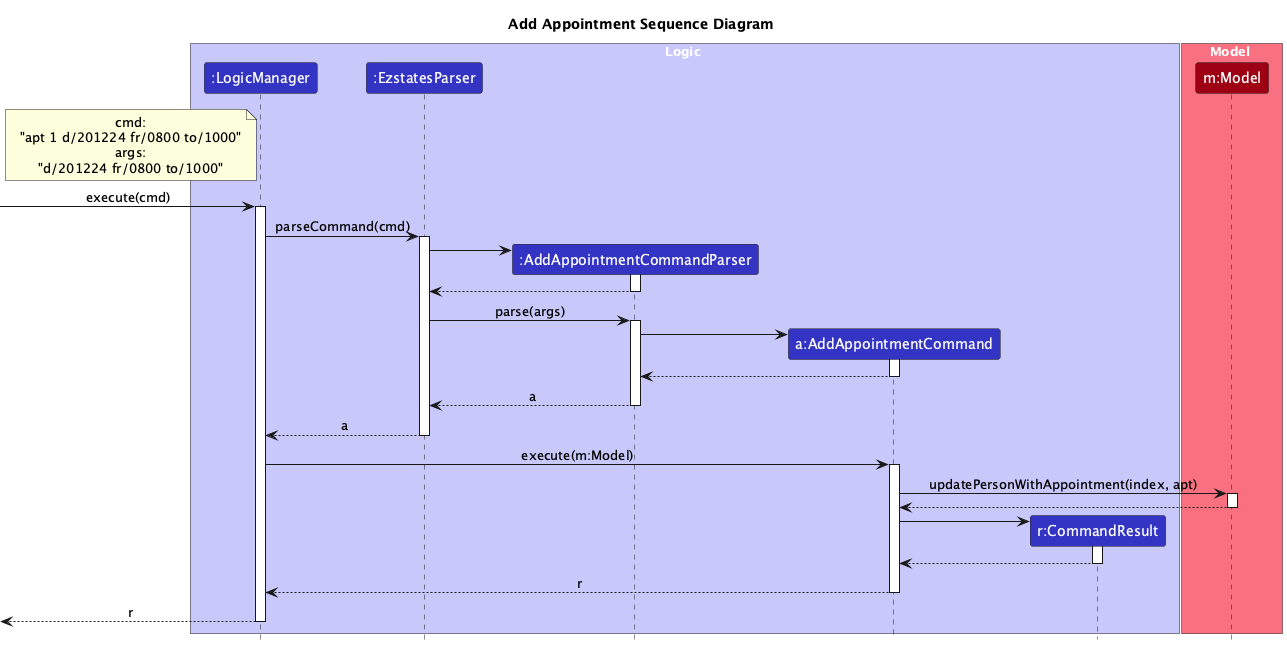 Add Appointment Sequence Diagram
Logic
Model
:LogicManager
:EzstatesParser
m:Model
cmd:
"apt 1 d/201224 fr/0800 to/1000"
args:
"d/201224 fr/0800 to/1000"
execute(cmd)
parseCommand(cmd)
:AddAppointmentCommandParser
parse(args)
a:AddAppointmentCommand
a
a
execute(m:Model)
updatePersonWithAppointment(index, apt)
r:CommandResult
r
r